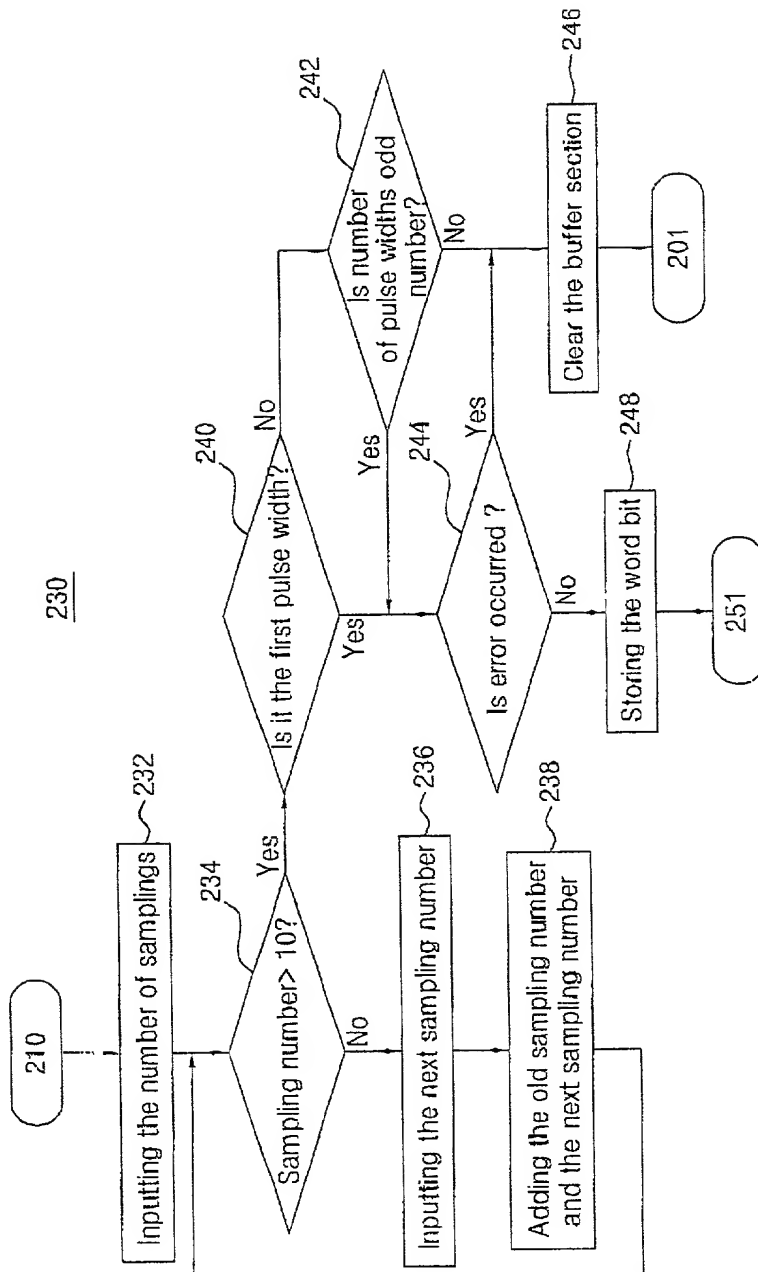 230
210
Inputting the number of samplings
232
Sampling number> 10?
234
Yes
No
Inputting the next sampling number
236
Adding the old sampling number
and the next sampling number
238
Is it the first pulse width?
240
No
Yes
Is number
of pulse widths odd
number?
242
Yes
No
Is error occurred ?
244
Yes
No
Clear the buffer section
246
201
Storing the word bit
248
251